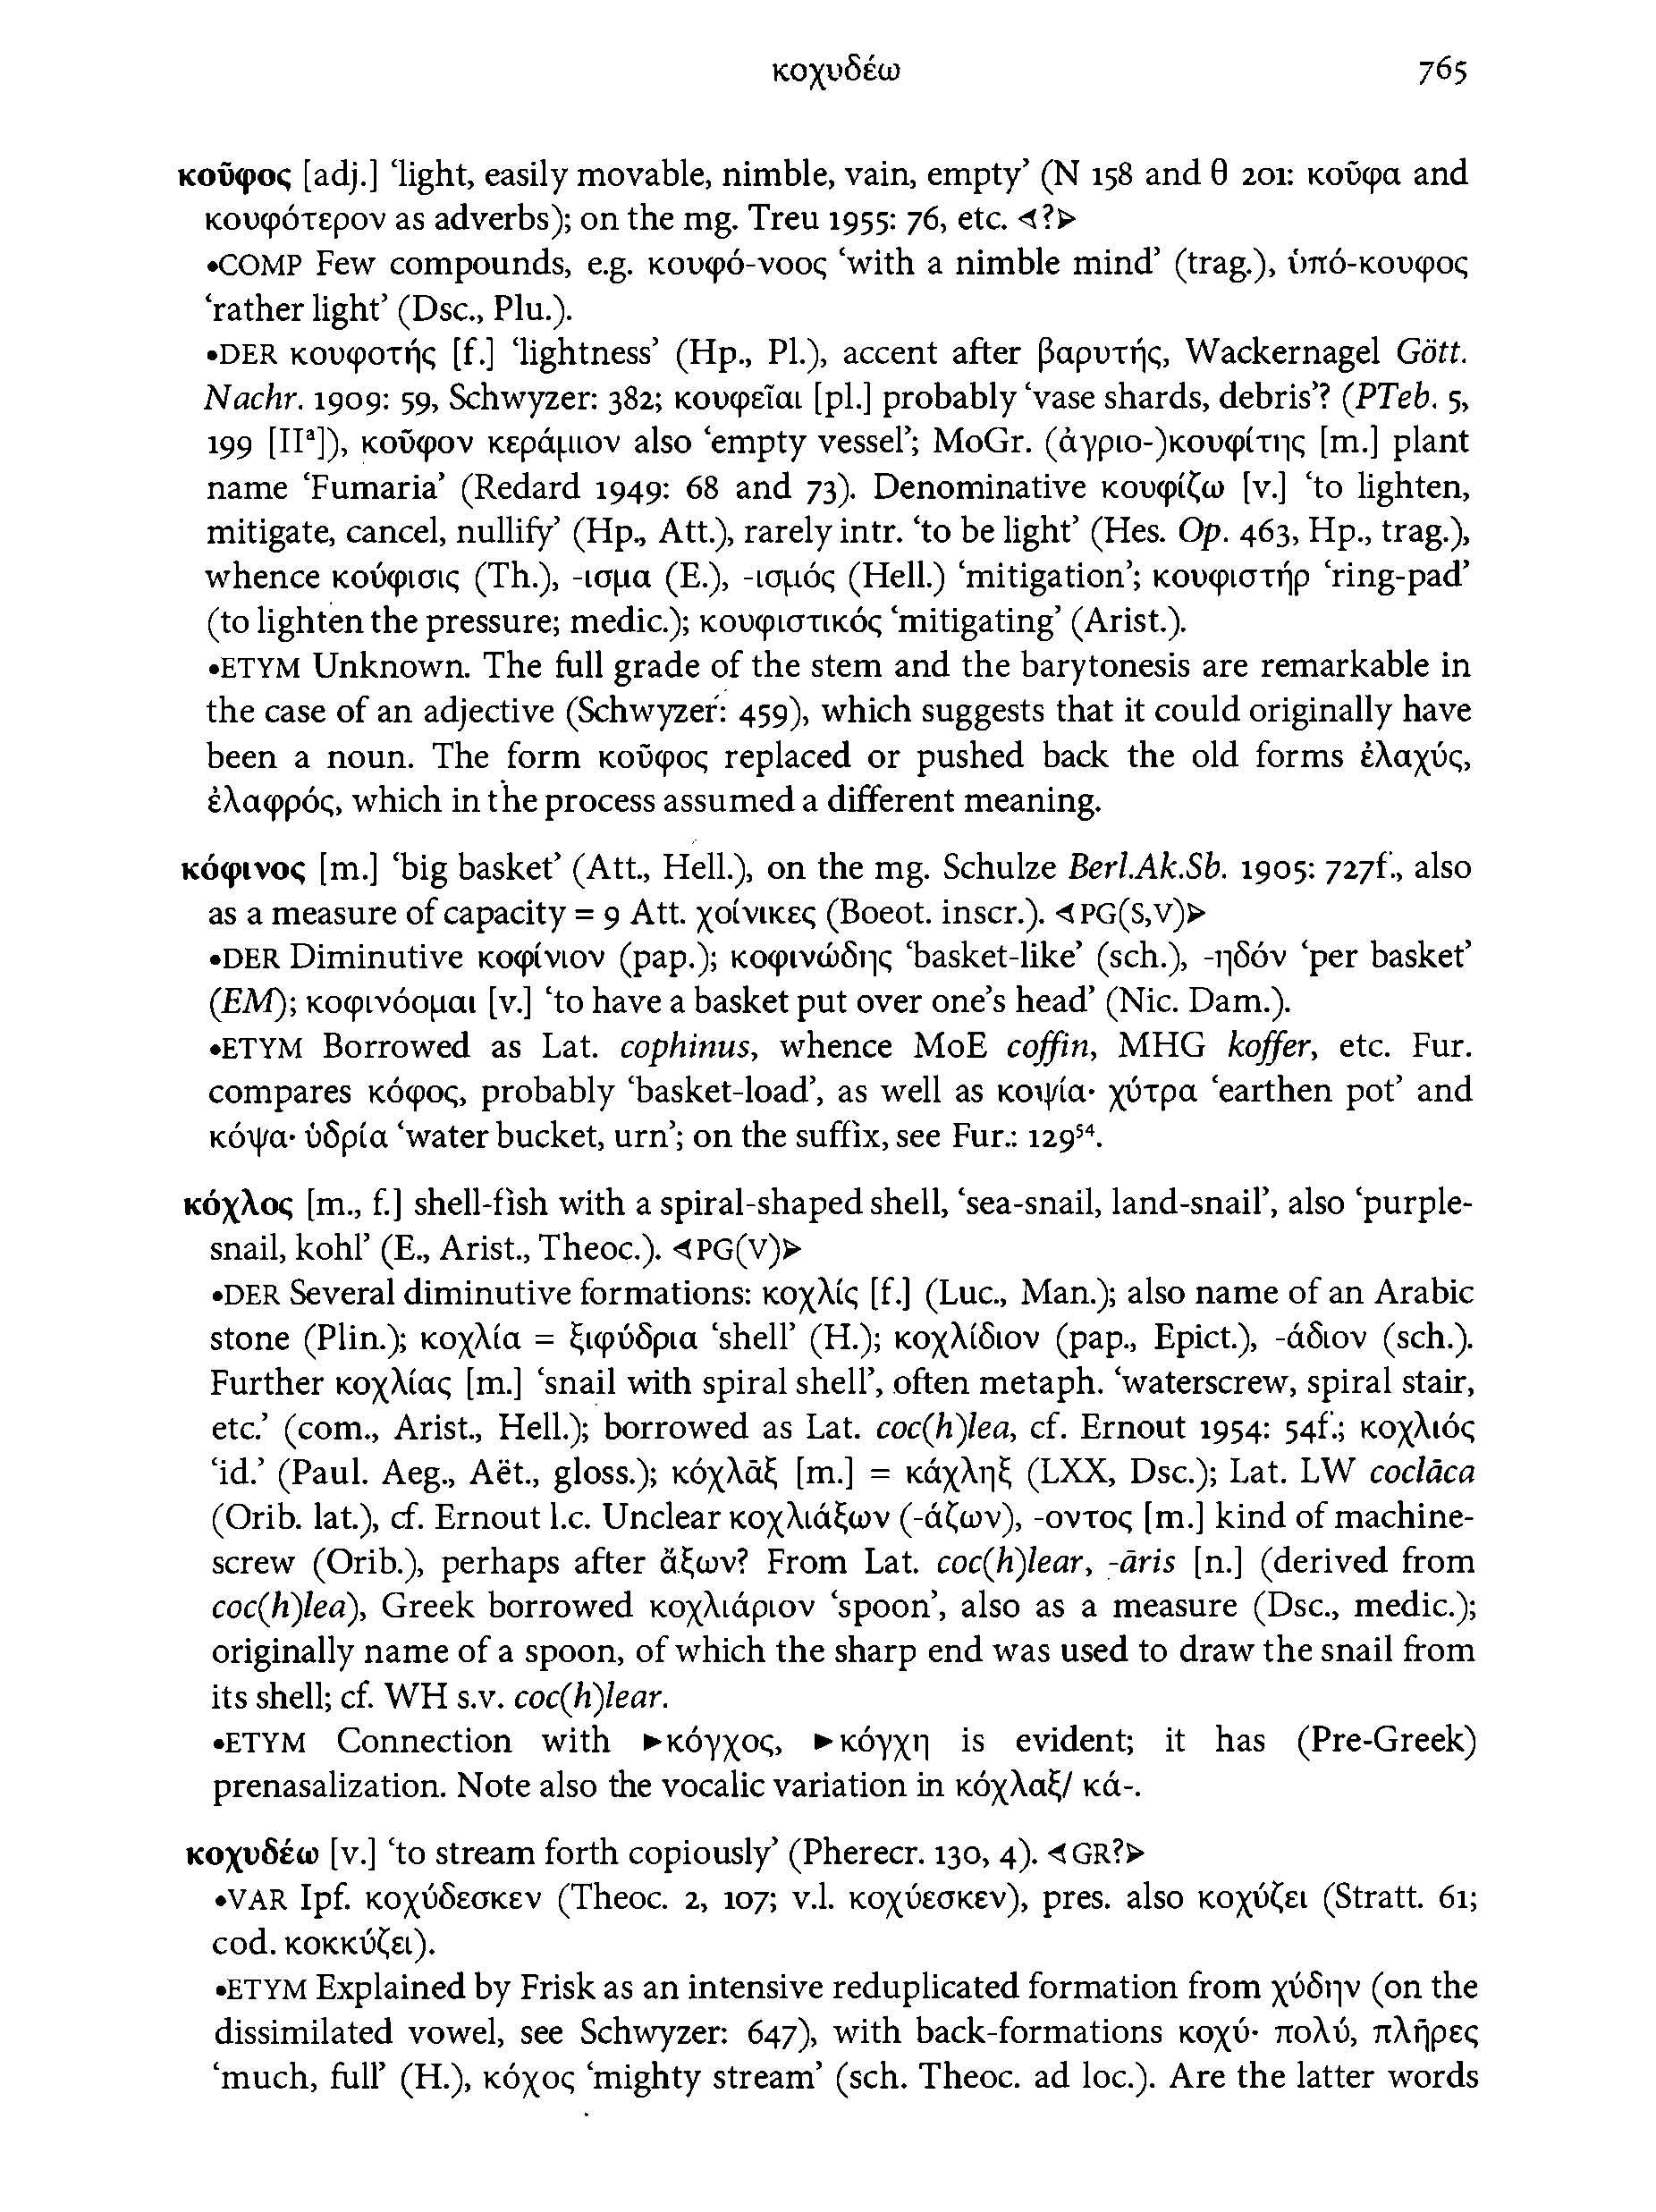 κοχυδέω 765
κοῦφος [adj.] ‘light, easily movable, nimble, vain, empty’ (N 158 and θ 201: κοῦφα and
κουφότερον as adverbs); on the mg. Treu 1955: 76, etc. ◁?▷
•COMP Few compounds, e.g. κουφό-νοος ‘with a nimble mind’ (trag.), ὑπό-κουφος
‘rather light’ (Dsc., Plu.).
•DER κουφοτής [f.] ‘lightness’ (Hp., Pl.), accent after βαρυτής, Wackernagel Gött.
Nachr. 1909: 59, Schwyzer: 382; κουφεῖαι [pl.] probably ‘vase shards, debris’? (PTeb. 5,
199 [IIᵃ]), κοῦφον κεράμιον also ‘empty vessel’; MoGr. (ἀγριο-)κουφίτης [m.] plant
name ‘Fumaria’ (Redard 1949: 68 and 73). Denominative κουφίζω [v.] ‘to lighten,
mitigate, cancel, nullify’ (Hp., Att.), rarely intr. ‘to be light’ (Hes. Op. 463, Hp., trag.),
whence κούφισις (Th.), -ισμα (E.), -ισμός (Hell.) ‘mitigation’; κουφιστήρ ‘ring-pad’
(to lighten the pressure; medic.); κουφιστικός ‘mitigating’ (Arist.).
•ETYM Unknown. The full grade of the stem and the barytonesis are remarkable in
the case of an adjective (Schwyzer: 459), which suggests that it could originally have
been a noun. The form κοῦφος replaced or pushed back the old forms ἐλαχύς,
ἐλαφρός, which in the process assumed a different meaning.
κόφινος [m.] ‘big basket’ (Att., Hell.), on the mg. Schulze Berl.Ak.Sb. 1905: 727f., also
as a measure of capacity = 9 Att. χοίνικες (Boeot. inscr.). ◁PG(S,V)▷
•DER Diminutive κοφίνιον (pap.); κοφινώδης ‘basket-like’ (sch.), -ηδόν ‘per basket’
(EM); κοφινόομαι [v.] ‘to have a basket put over one’s head’ (Nic. Dam.).
•ETYM Borrowed as Lat. cophinus, whence MoE coffin, MHG koffer, etc. Fur.
compares κόφος, probably ‘basket-load’, as well as κοψία· χύτρα ‘earthen pot’ and
κόψα· ὑδρία ‘water bucket, urn’; on the suffix, see Fur.: 129⁵⁴.
κόχλος [m., f.] shell-fish with a spiral-shaped shell, ‘sea-snail, land-snail’, also ‘purple-
snail, kohl’ (E., Arist., Theoc.). ◁PG(V)▷
•DER Several diminutive formations: κοχλίς [f.] (Luc., Man.); also name of an Arabic
stone (Plin.); κοχλία = ξιφύδρια ‘shell’ (H.); κοχλίδιον (pap., Epict.), -άδιον (sch.).
Further κοχλίας [m.] ‘snail with spiral shell’, often metaph. ‘waterscrew, spiral stair,
etc.’ (com., Arist., Hell.); borrowed as Lat. coc(h)lea, cf. Ernout 1954: 54f.; κοχλιός
‘id.’ (Paul. Aeg., Aët., gloss.); κόχλᾱξ [m.] = κάχληξ (LXX, Dsc.); Lat. LW coclāca
(Orib. lat.), cf. Ernout l.c. Unclear κοχλιάξων (-άζων), -οντος [m.] kind of machine-
screw (Orib.), perhaps after ἄξων? From Lat. coc(h)lear, -āris [n.] (derived from
coc(h)lea), Greek borrowed κοχλιάριον ‘spoon’, also as a measure (Dsc., medic.);
originally name of a spoon, of which the sharp end was used to draw the snail from
its shell; cf. WH s.v. coc(h)lear.
•ETYM Connection with ▶κόγχος, ▶κόγχη is evident; it has (Pre-Greek)
prenasalization. Note also the vocalic variation in κόχλαξ/ κά-.
κοχυδέω [v.] ‘to stream forth copiously’ (Pherecr. 130, 4). ◁GR?▷
•VAR Ipf. κοχύδεσκεν (Theoc. 2, 107; v.l. κοχύεσκεν), pres. also κοχύζει (Stratt. 61;
cod. κοκκύζει).
•ETYM Explained by Frisk as an intensive reduplicated formation from χύδην (on the
dissimilated vowel, see Schwyzer: 647), with back-formations κοχύ· πολύ, πλῆρες
‘much, full’ (H.), κόχος ‘mighty stream’ (sch. Theoc. ad loc.). Are the latter words